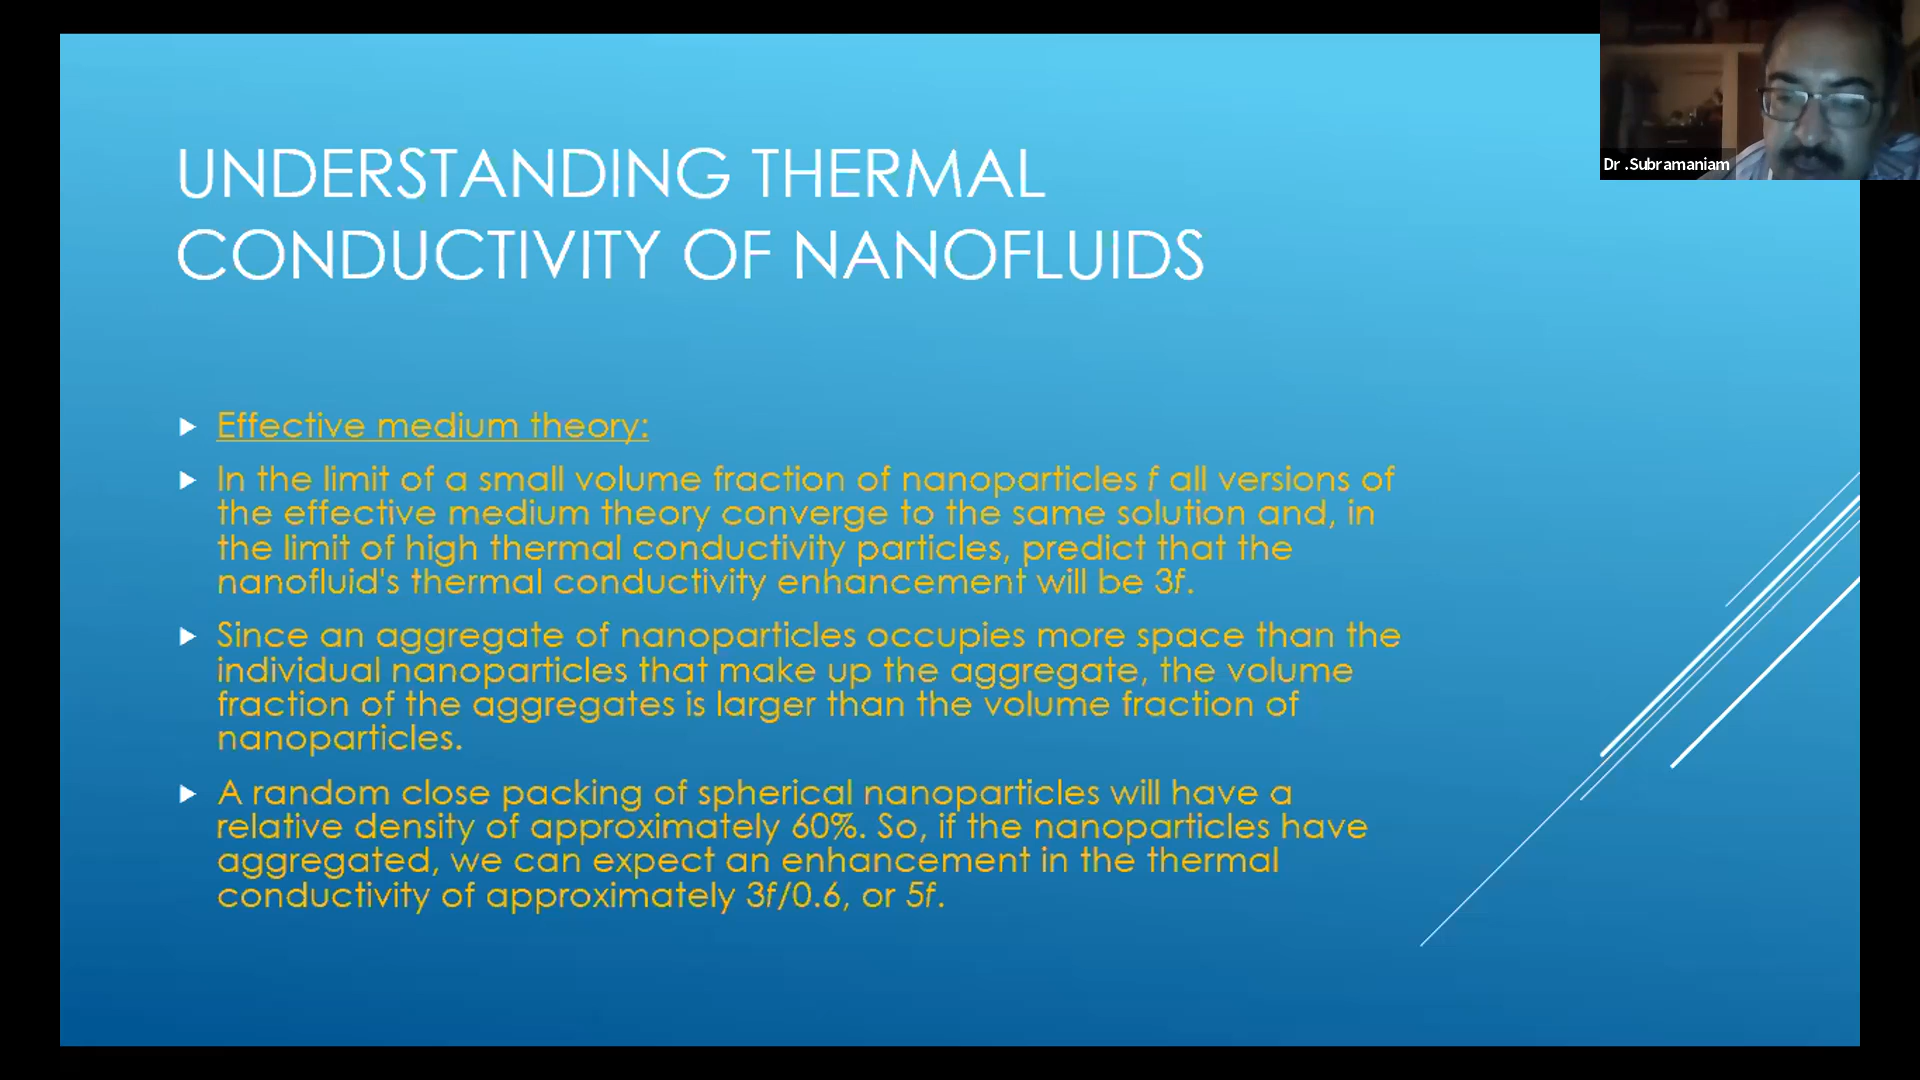 Dr .Subramaniam
UNDERSTANDING THERMAL
CONDUCTIVITY OF NANOFLUIDS
Effective medium theory:
In the limit of a small volume fraction of nanoparticles f all versions of
the effective medium theory converge to the same solution and, in
the limit of high thermal conductivity particles, predict that the
nanofluid's thermal conductivity enhancement will be 3f.
Since an aggregate of nanoparticles occupies more space than the
individual nanoparticles that make up the aggregate, the volume
fraction of the aggregates is larger than the volume fraction of
nanoparticles.
A random close packing of spherical nanoparticles will have a
relative density of approximately 60%. So, if the nanoparticles have
aggregated, we can expect an enhancement in the thermal
conductivity of approximately 3f/0.6, or 5f.